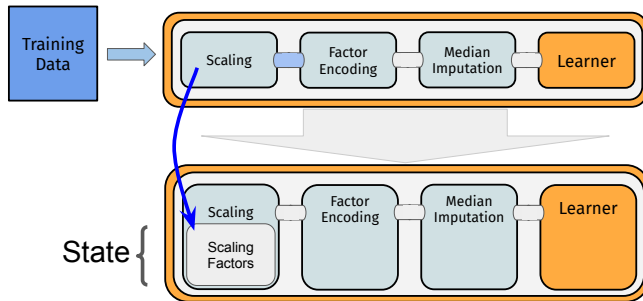 Training
Data
Scaling
Factor
Encoding
Median
Imputation
Learner
Scaling
Factor
Encoding
Median
Imputation
Learner
State
Scaling
Factors